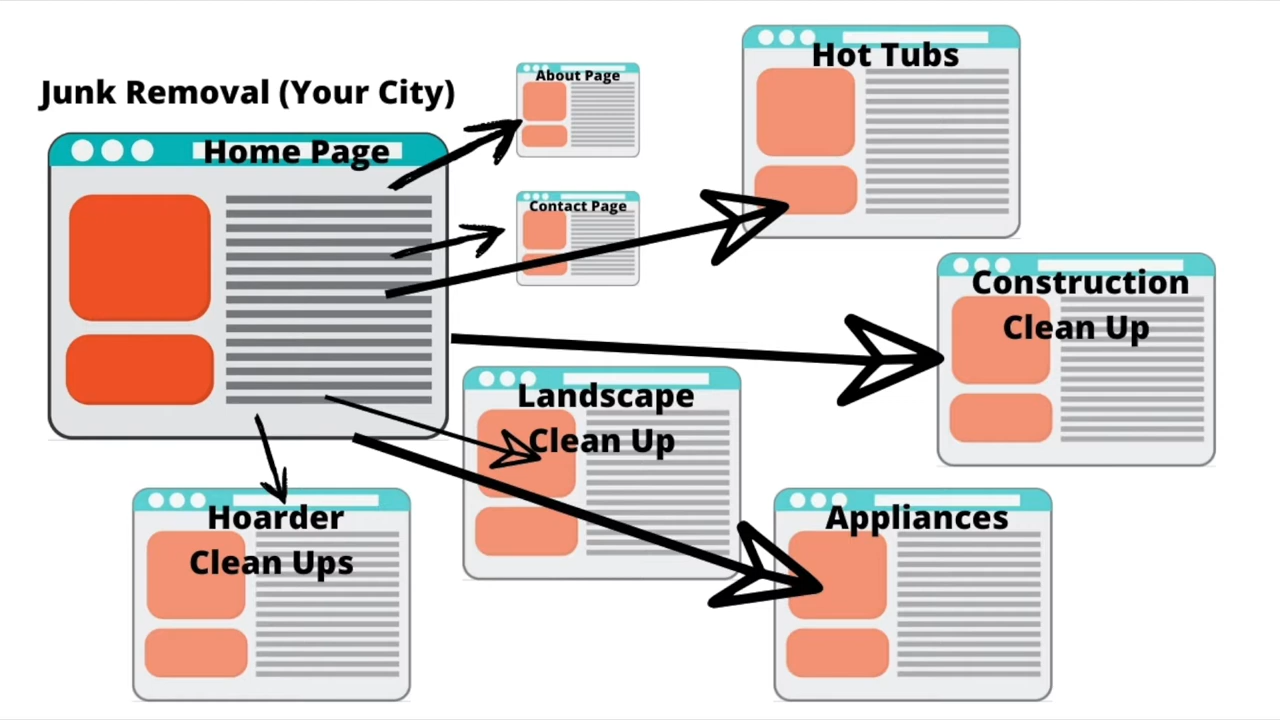 Junk Removal (Your City)
Home Page
About Page
Contact Page
Hot Tubs
Construction
Clean Up
Landscape
Clean Up
Hoarder
Clean Ups
Appliances